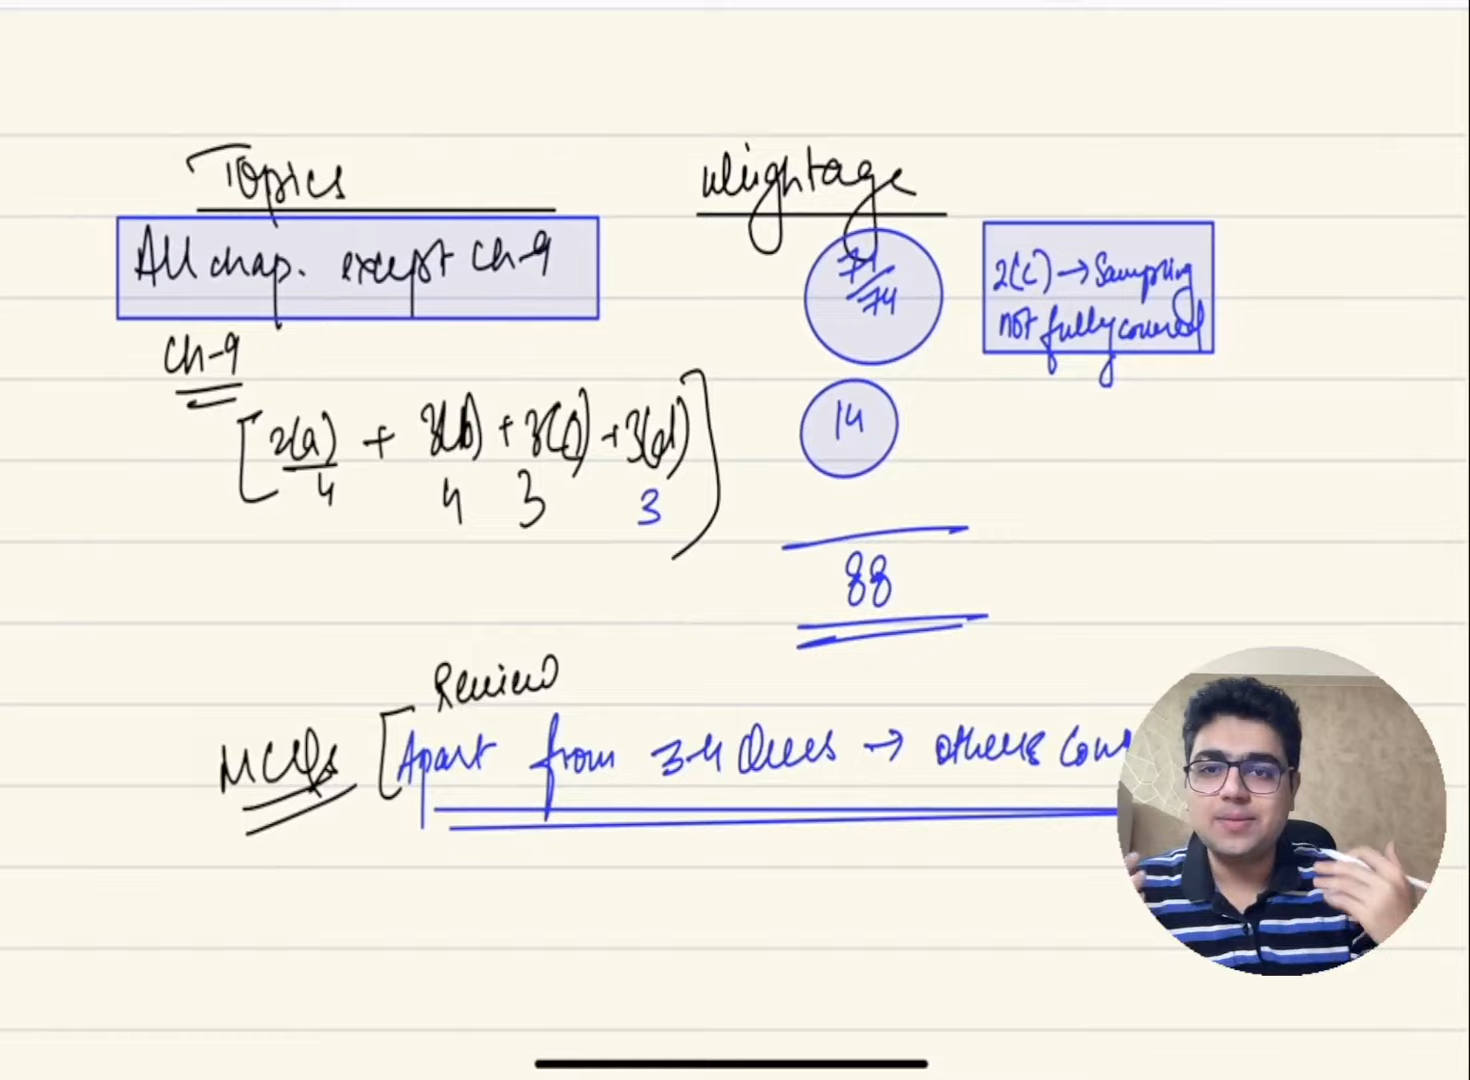 Topics
Weightage
All chap. except Ch-9
71/74
2(c) → Sampling
not fully covered
Ch-9
[2(a) + 3(b) + 3(c) + 3(d)]
4 4 3 3
14
88
Review
MCQs [Apart from 3-4 Ques → others